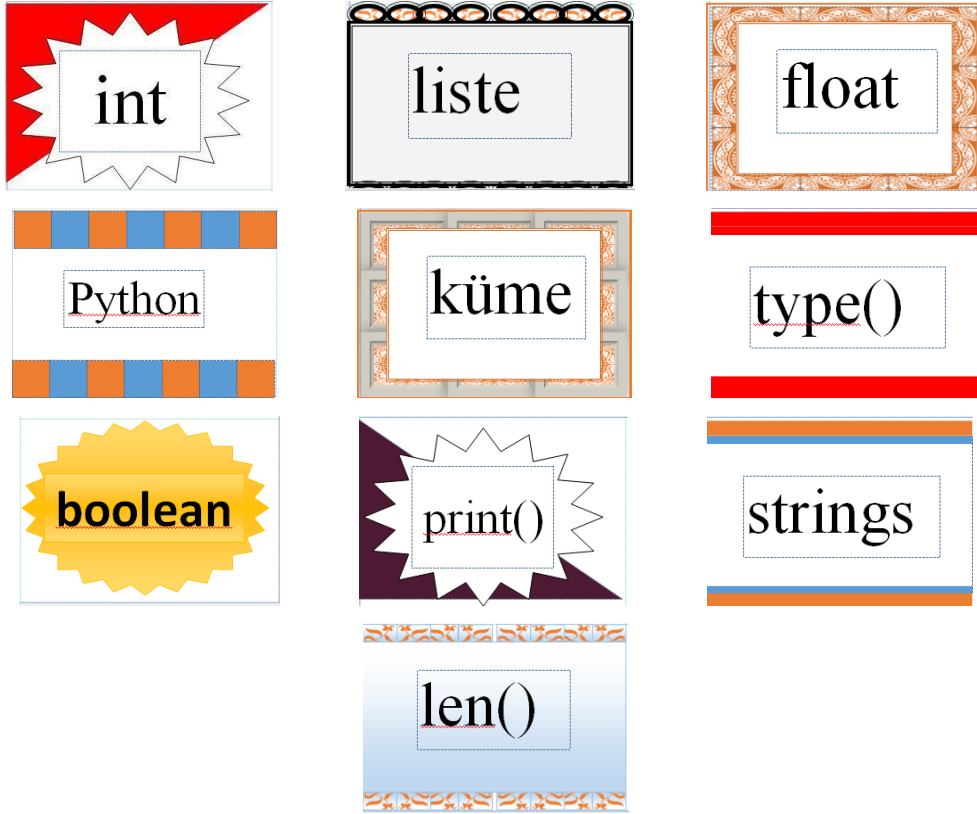 int
liste
float
Python
küme
type()
boolean
print()
strings
len()